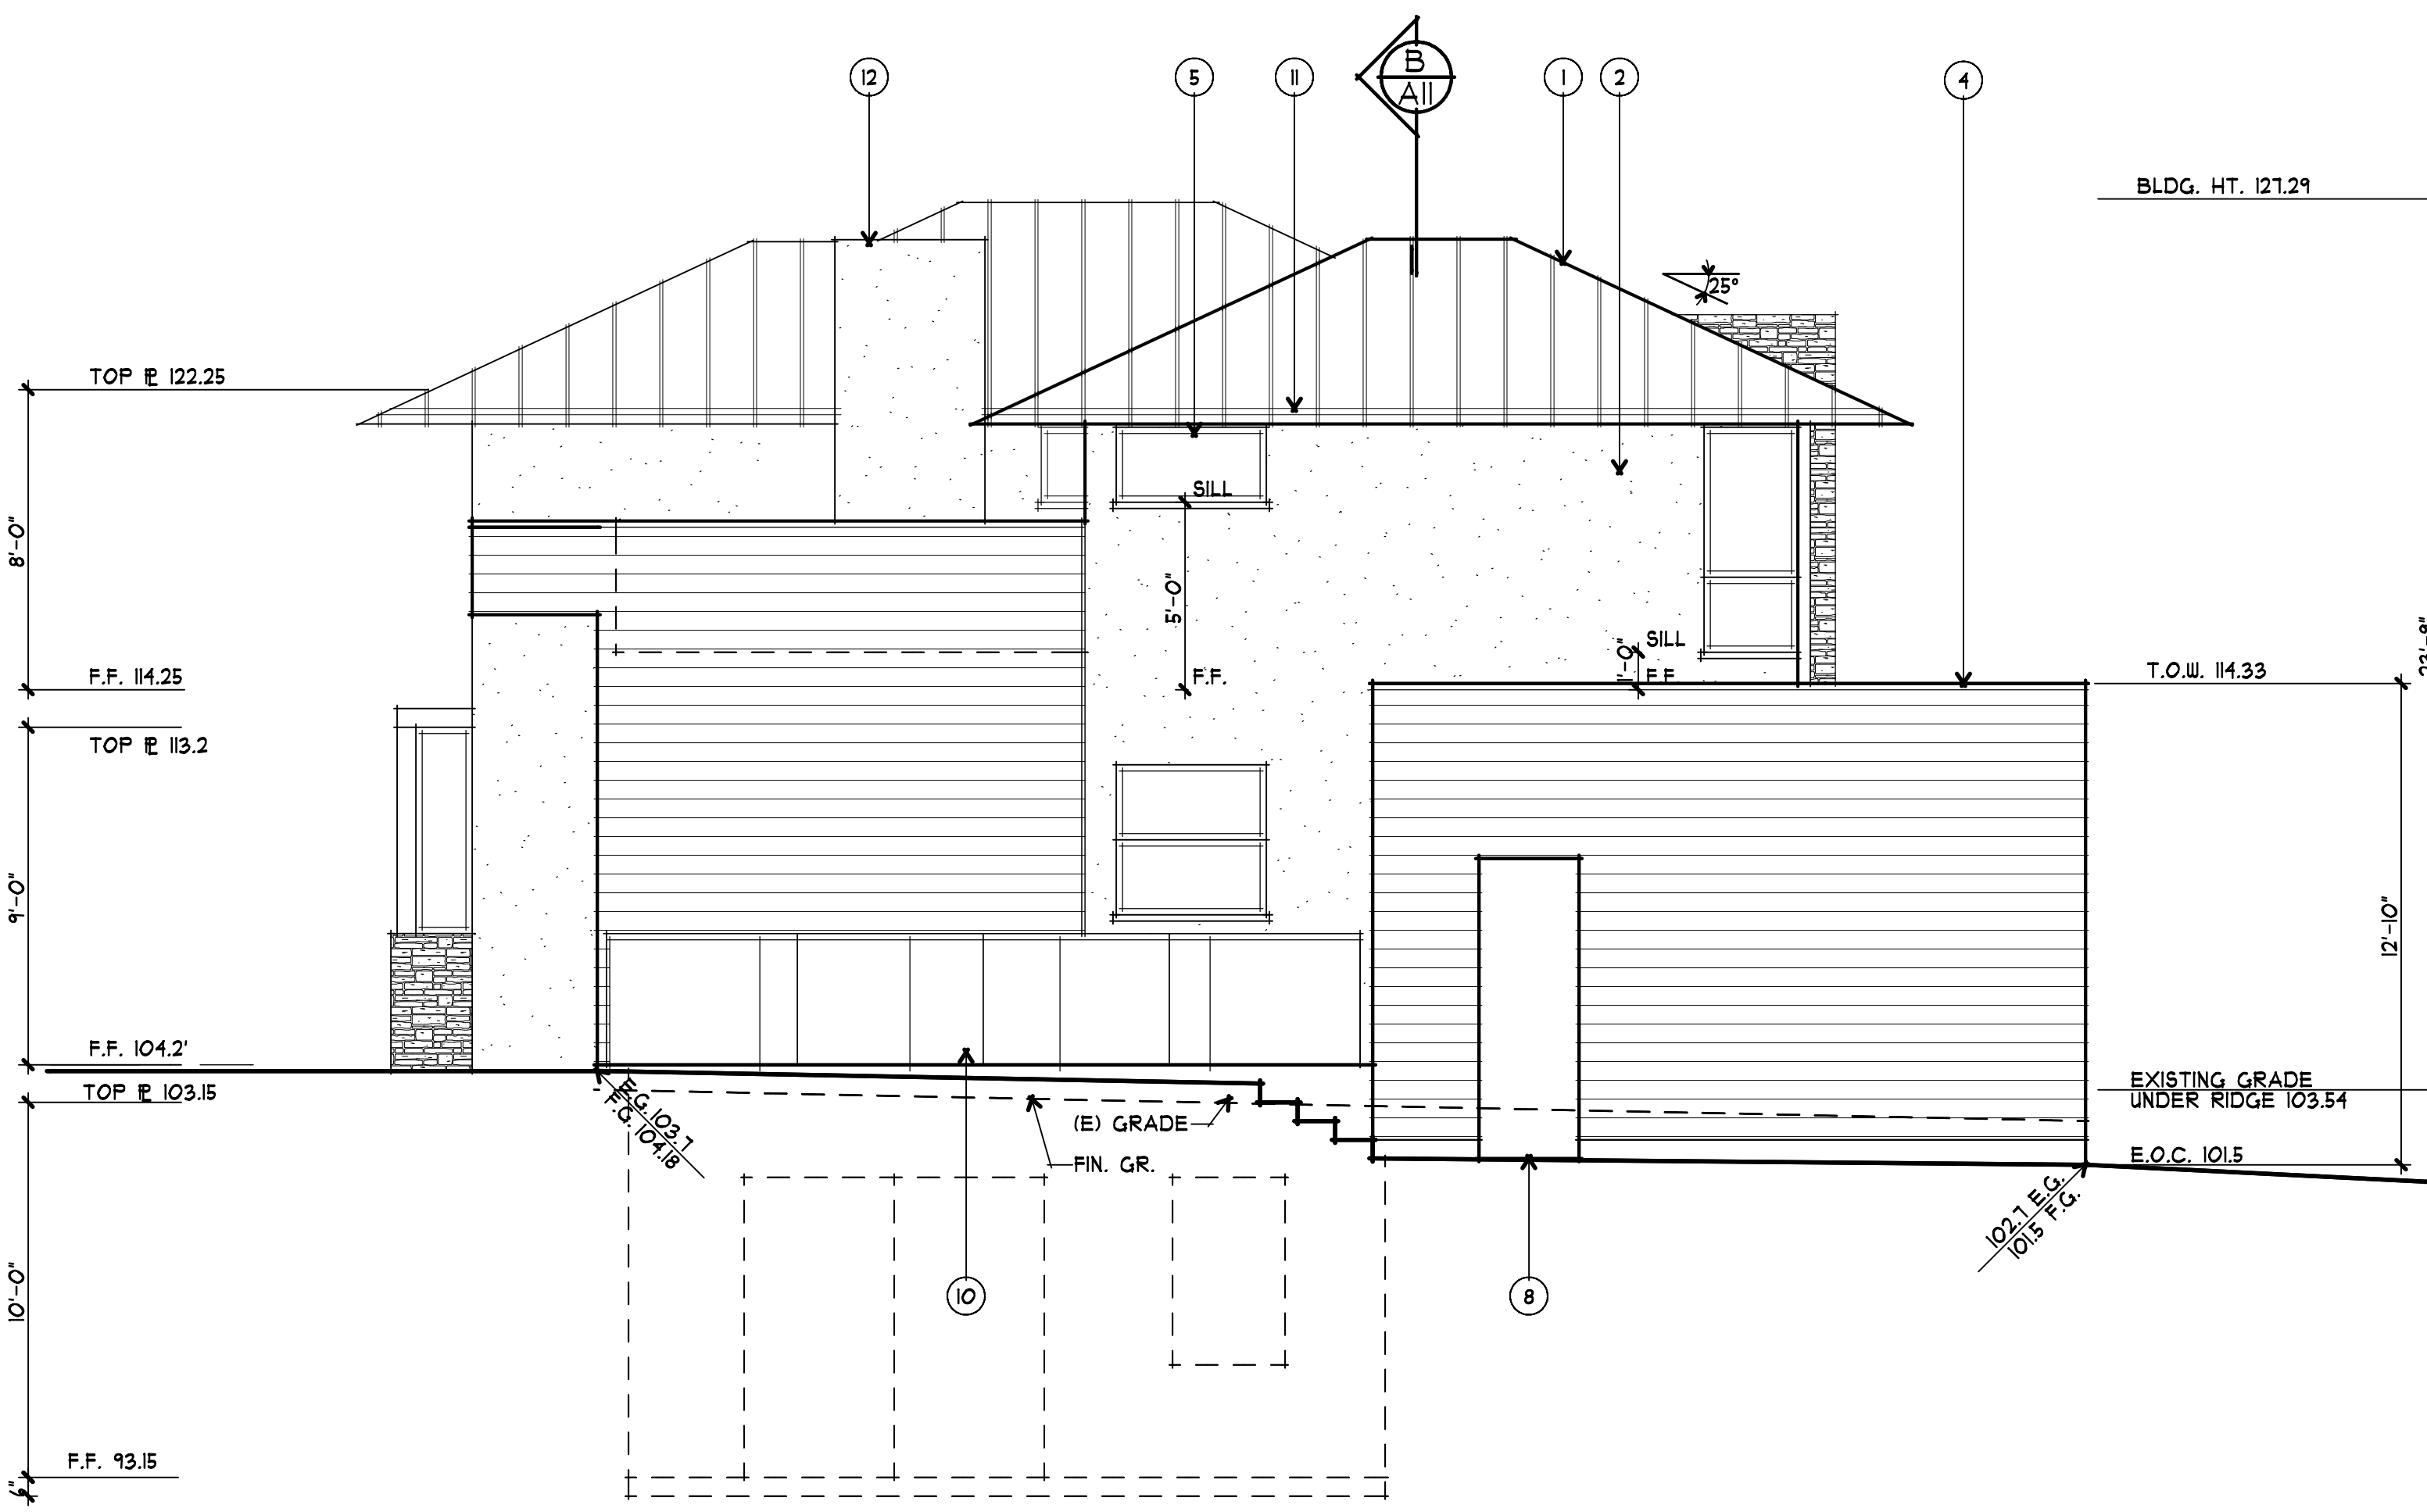 12
5
11
B
A11
1
2
4
BLDG. HT. 127.29
25°
TOP PL 122.25
SILL
8'-0"
5'-0"
SILL
1'-0"
F.F. 114.25
F.F.
F.F
T.O.W. 114.33
TOP PL 113.2
9'-0"
12'-10"
F.F. 104.2'
TOP PL 103.15
E.G. 103.7
F.G. 104.18
(E) GRADE
FIN. GR.
EXISTING GRADE
UNDER RIDGE 103.54
E.O.C. 101.5
102.7 E.G.
101.5 F.G.
10'-0"
10
8
F.F. 93.15
6"